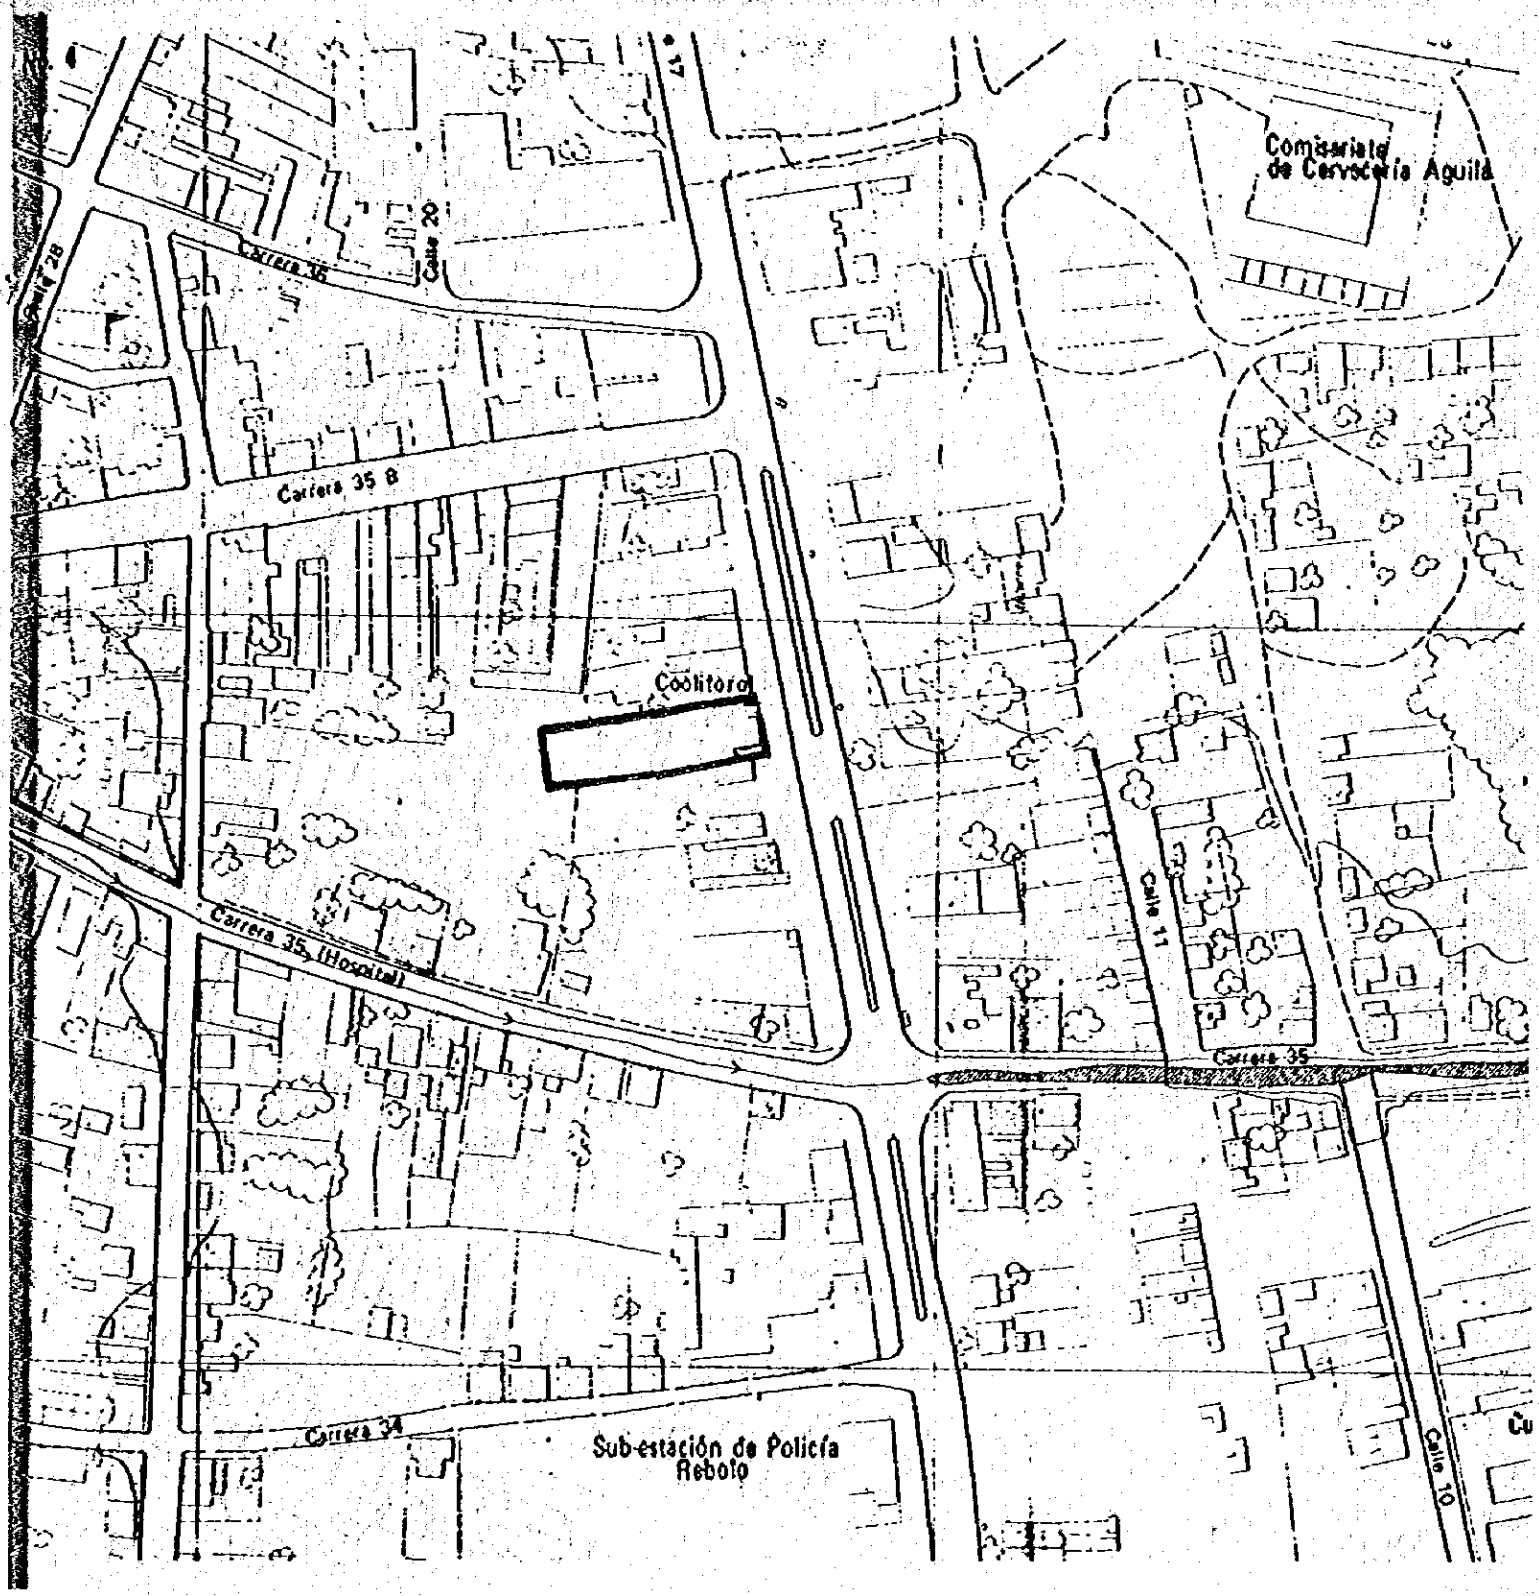 Comisariato
de Cervecería Aguila
Calle 20
Carrera 36
Carrera 35 B
Coolitoral
Calle 11
Carrera 35 (Hospital)
Carrera 35
Carrera 34
Sub-estación de Policía
Rebolo
Calle 10